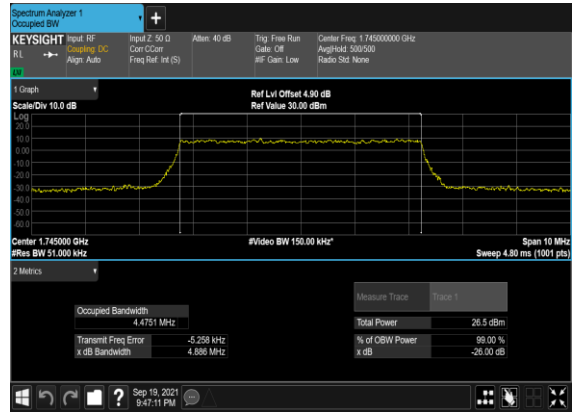 Spectrum Analyzer 1
Occupied BW
+
KEYSIGHT Input: RF Input Z: 50 Ω Atten: 40 dB Trig: Free Run Center Freq: 1.745000000 GHz
RL Coupling: DC Corr CCorr Gate: Off Avg|Hold: 500/500
Align: Auto Freq Ref: Int (S) #IF Gain: Low Radio Std: None
LW
1 Graph
Ref Lvl Offset 4.90 dB
Scale/Div 10.0 dB Ref Value 30.00 dBm
Log
20.0
10.0
0.00
-10.0
-20.0
-30.0
-40.0
-50.0
-60.0
Center 1.745000 GHz #Video BW 150.00 kHz* Span 10 MHz
#Res BW 51.000 kHz Sweep 4.80 ms (1001 pts)
2 Metrics
Measure Trace Trace 1
Occupied Bandwidth
4.4751 MHz Total Power 26.5 dBm
Transmit Freq Error -5.258 kHz % of OBW Power 99.00 %
x dB Bandwidth 4.886 MHz x dB -26.00 dB
? Sep 19, 2021
9:47:11 PM